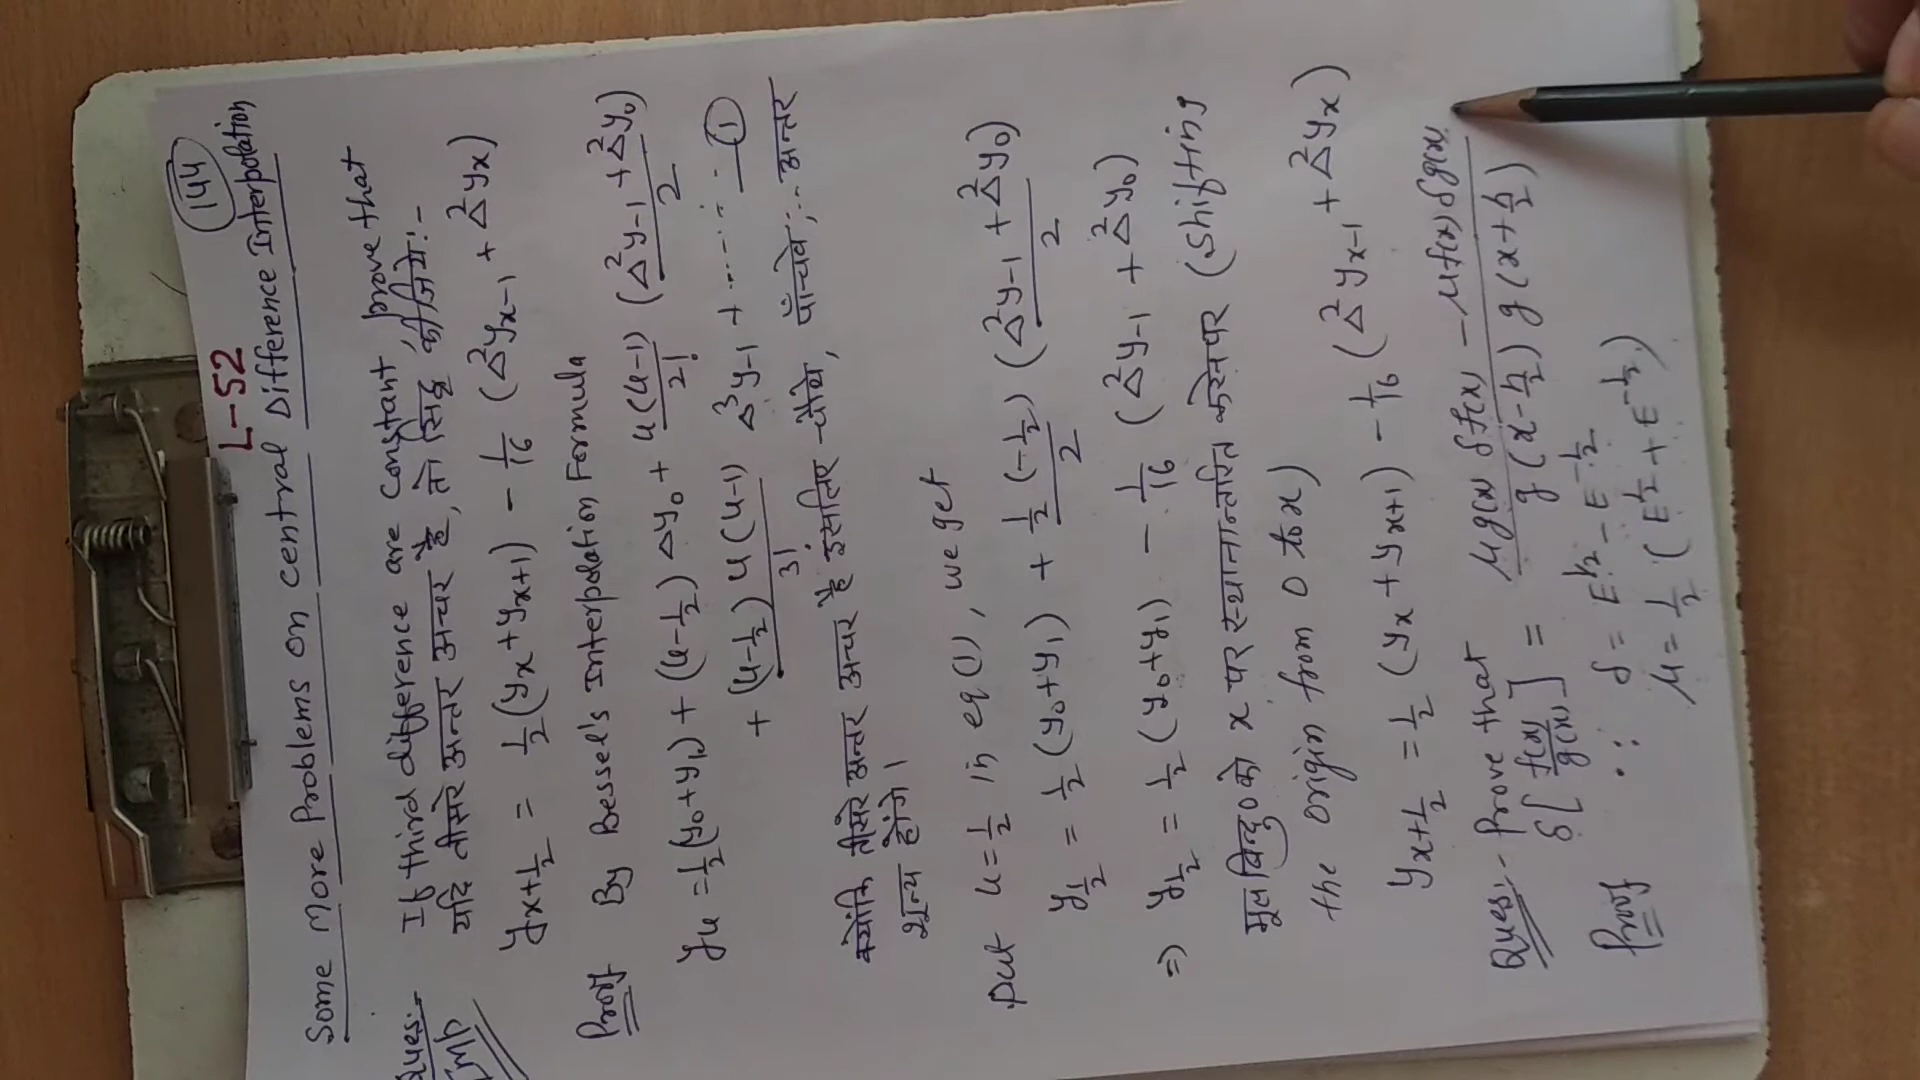 144
L-52
Some More Problems on Central Difference Interpolation
Ques:- If third difference are Constant, prove that
Imp यदि तीसरे अन्तर अचर है, तो सिद्ध कीजिये:-
y_{x+1/2} = 1/2 (y_x + y_{x+1}) - 1/16 (Δ²y_{x-1} + Δ²y_x)
Proof By Bessel's Interpolation Formula
y_u = 1/2 (y_0 + y_1) + (u - 1/2) Δy_0 + u(u-1)/2! (Δ²y_{-1} + Δ²y_0)/2
+ (u - 1/2) u (u-1)/3! Δ³y_{-1} + ...... (1)
क्योंकि तीसरे अन्तर अचर है इसलिए चौथे, पाँचवे, ... अन्तर
शून्य होंगे।
put u = 1/2 in eq (1), we get
y_{1/2} = 1/2 (y_0 + y_1) + 1/2 (-1/2)/2 (Δ²y_{-1} + Δ²y_0)/2
⇒ y_{1/2} = 1/2 (y_0 + y_1) - 1/16 (Δ²y_{-1} + Δ²y_0)
मूल बिन्दु 0 को x पर स्थानान्तरित करने पर (Shifting
the origin from 0 to x)
y_{x+1/2} = 1/2 (y_x + y_{x+1}) - 1/16 (Δ²y_{x-1} + Δ²y_x)
Ques:- Prove that
δ[f(x)/g(x)] = μg(x) δf(x) - μf(x) δg(x) / g(x - h/2) g(x + h/2)
Proof ∵ δ = E^{1/2} - E^{-1/2}
μ = 1/2 (E^{1/2} + E^{-1/2})